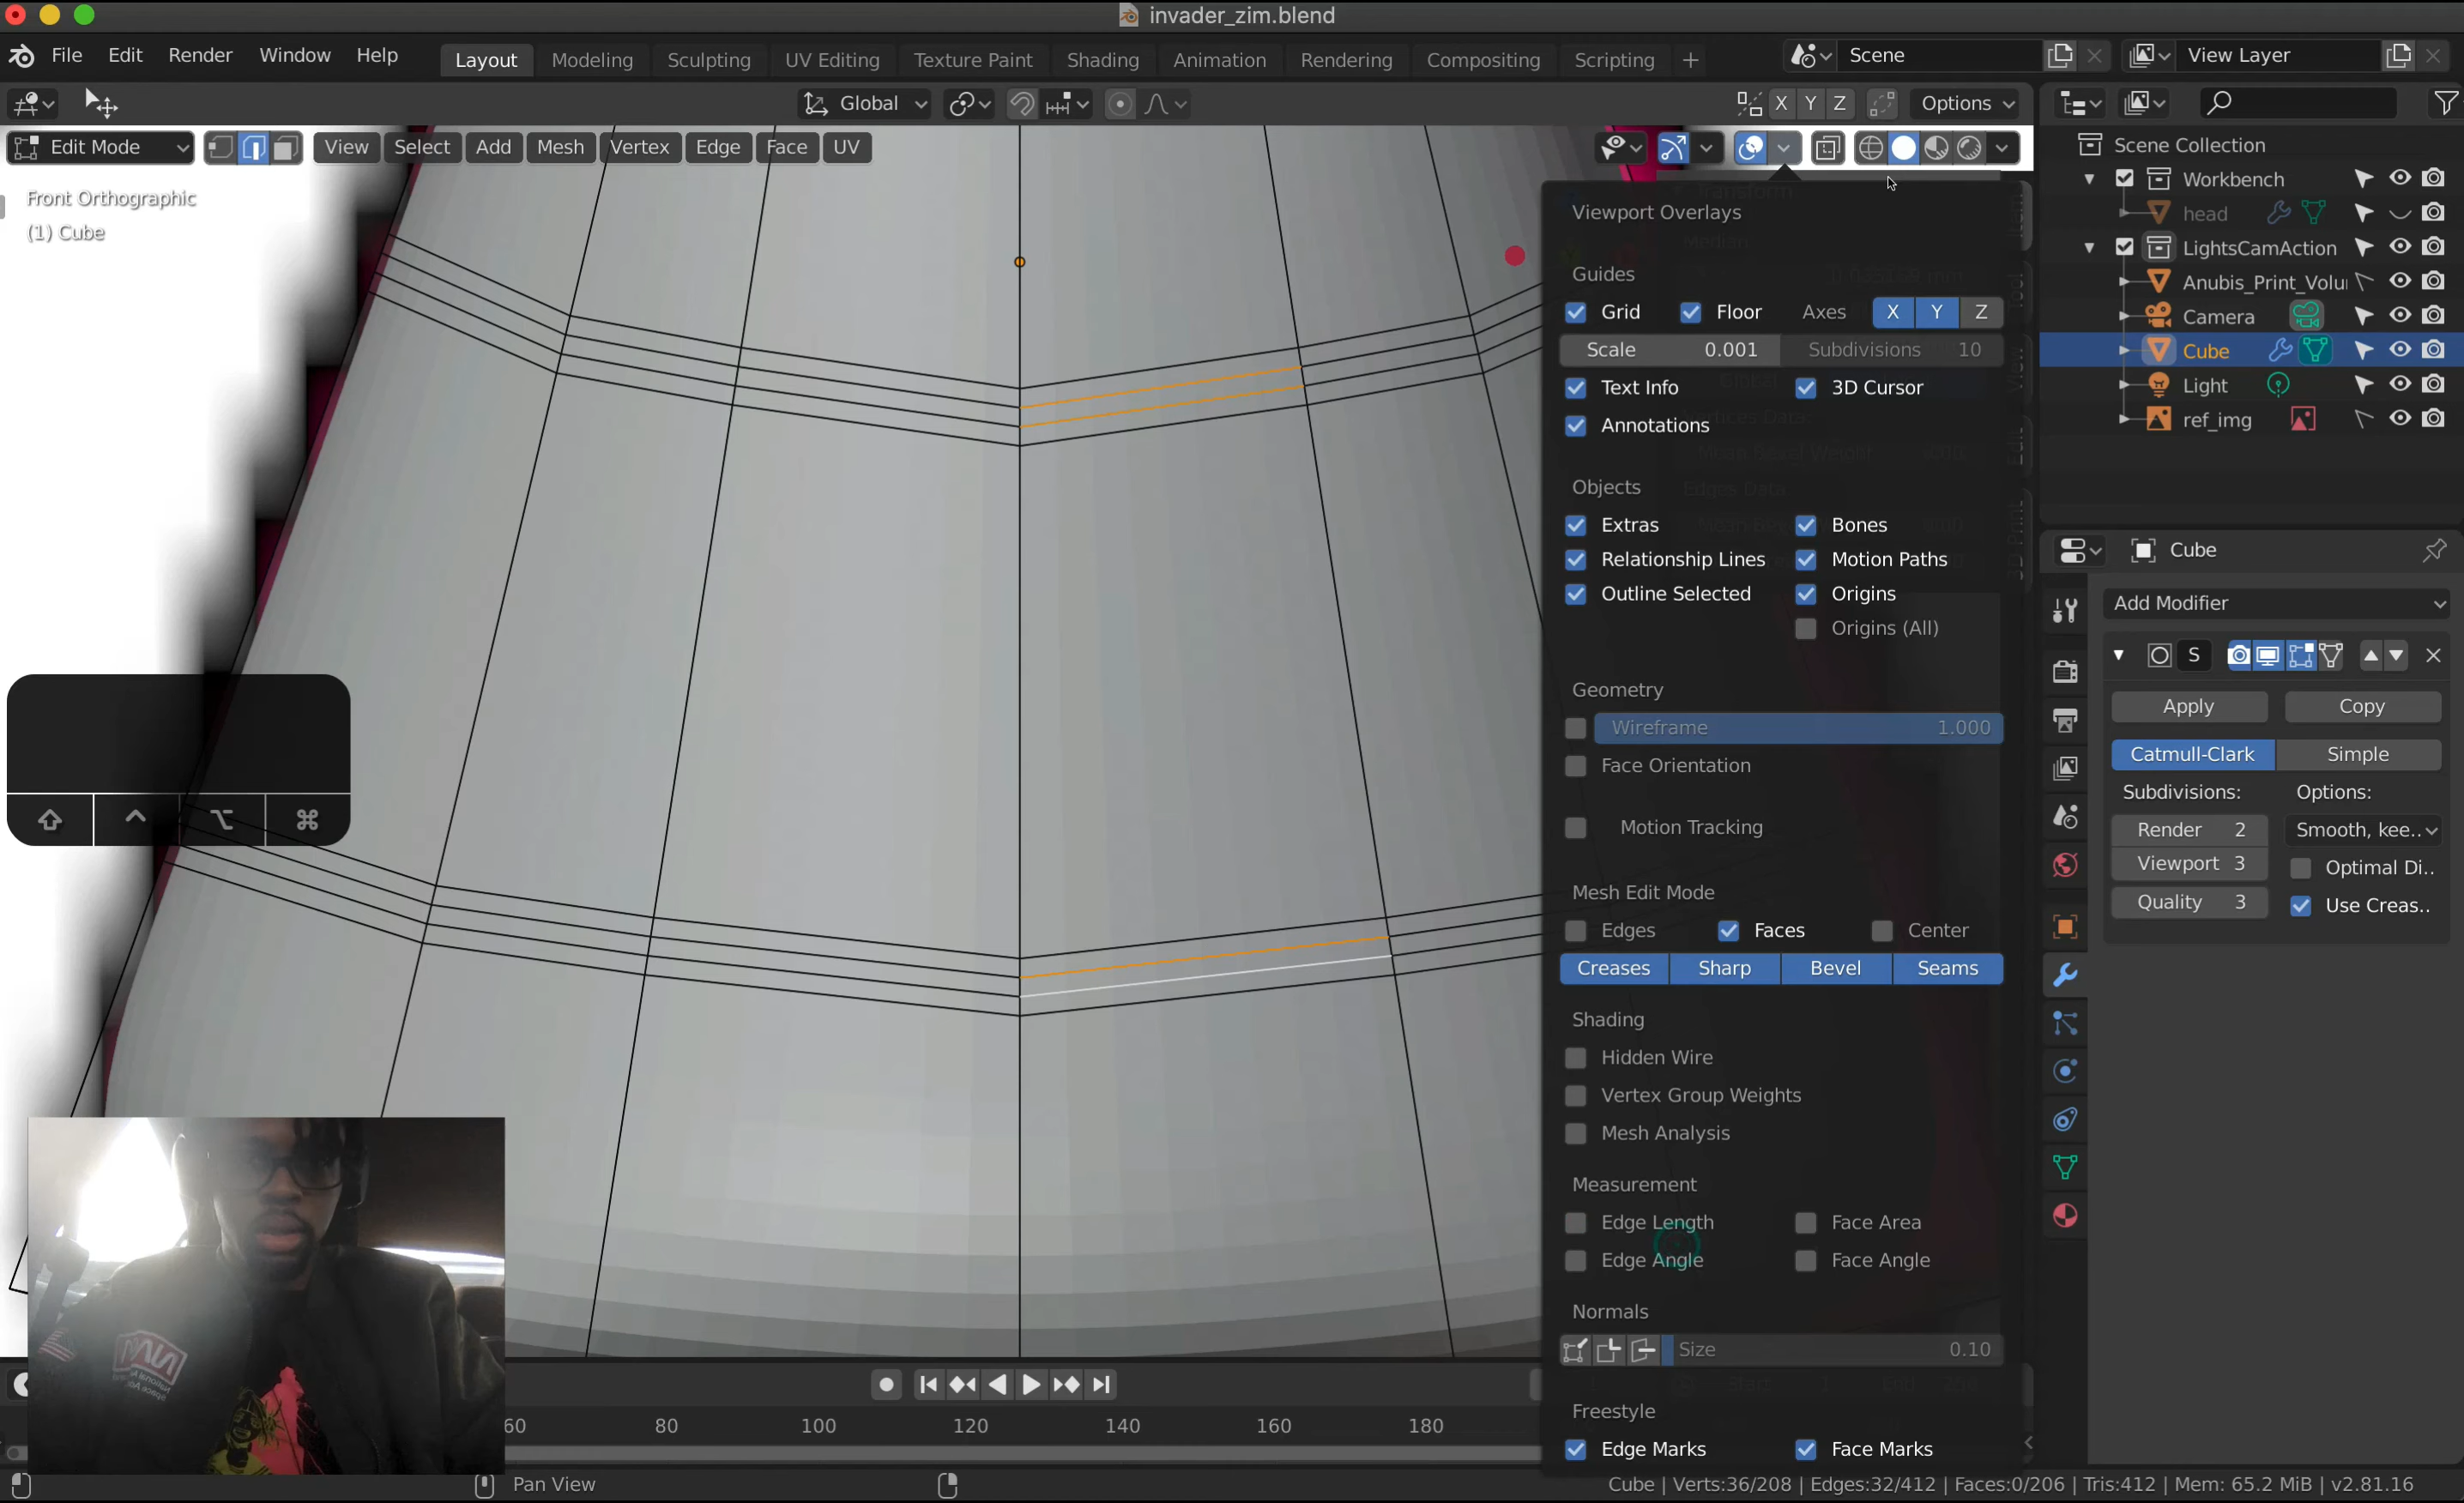 invader_zim.blend
File Edit Render Window Help Layout Modeling Sculpting UV Editing Texture Paint Shading Animation Rendering Compositing Scripting + Scene View Layer
Global X Y Z Options
Edit Mode View Select Add Mesh Vertex Edge Face UV
Front Orthographic
(1) Cube
Viewport Overlays
Guides
Grid Floor Axes X Y Z
Scale 0.001 Subdivisions 10
Text Info 3D Cursor
Annotations
Objects
Extras Bones
Relationship Lines Motion Paths
Outline Selected Origins
Origins (All)
Geometry
Wireframe 1.000
Face Orientation
Motion Tracking
Mesh Edit Mode
Edges Faces Center
Creases Sharp Bevel Seams
Shading
Hidden Wire
Vertex Group Weights
Mesh Analysis
Measurement
Edge Length Face Area
Edge Angle Face Angle
Normals
Size 0.10
Freestyle
Edge Marks Face Marks
Scene Collection
Workbench
head
LightsCamAction
Anubis_Print_Volu
Camera
Cube
Light
ref_img
Cube
Add Modifier
S
Apply Copy
Catmull-Clark Simple
Subdivisions: Options:
Render 2 Smooth, kee..
Viewport 3 Optimal Di..
Quality 3 Use Creas..
60 80 100 120 140 160 180
Pan View
Cube | Verts:36/208 | Edges:32/412 | Faces:0/206 | Tris:412 | Mem: 65.2 MiB | v2.81.16